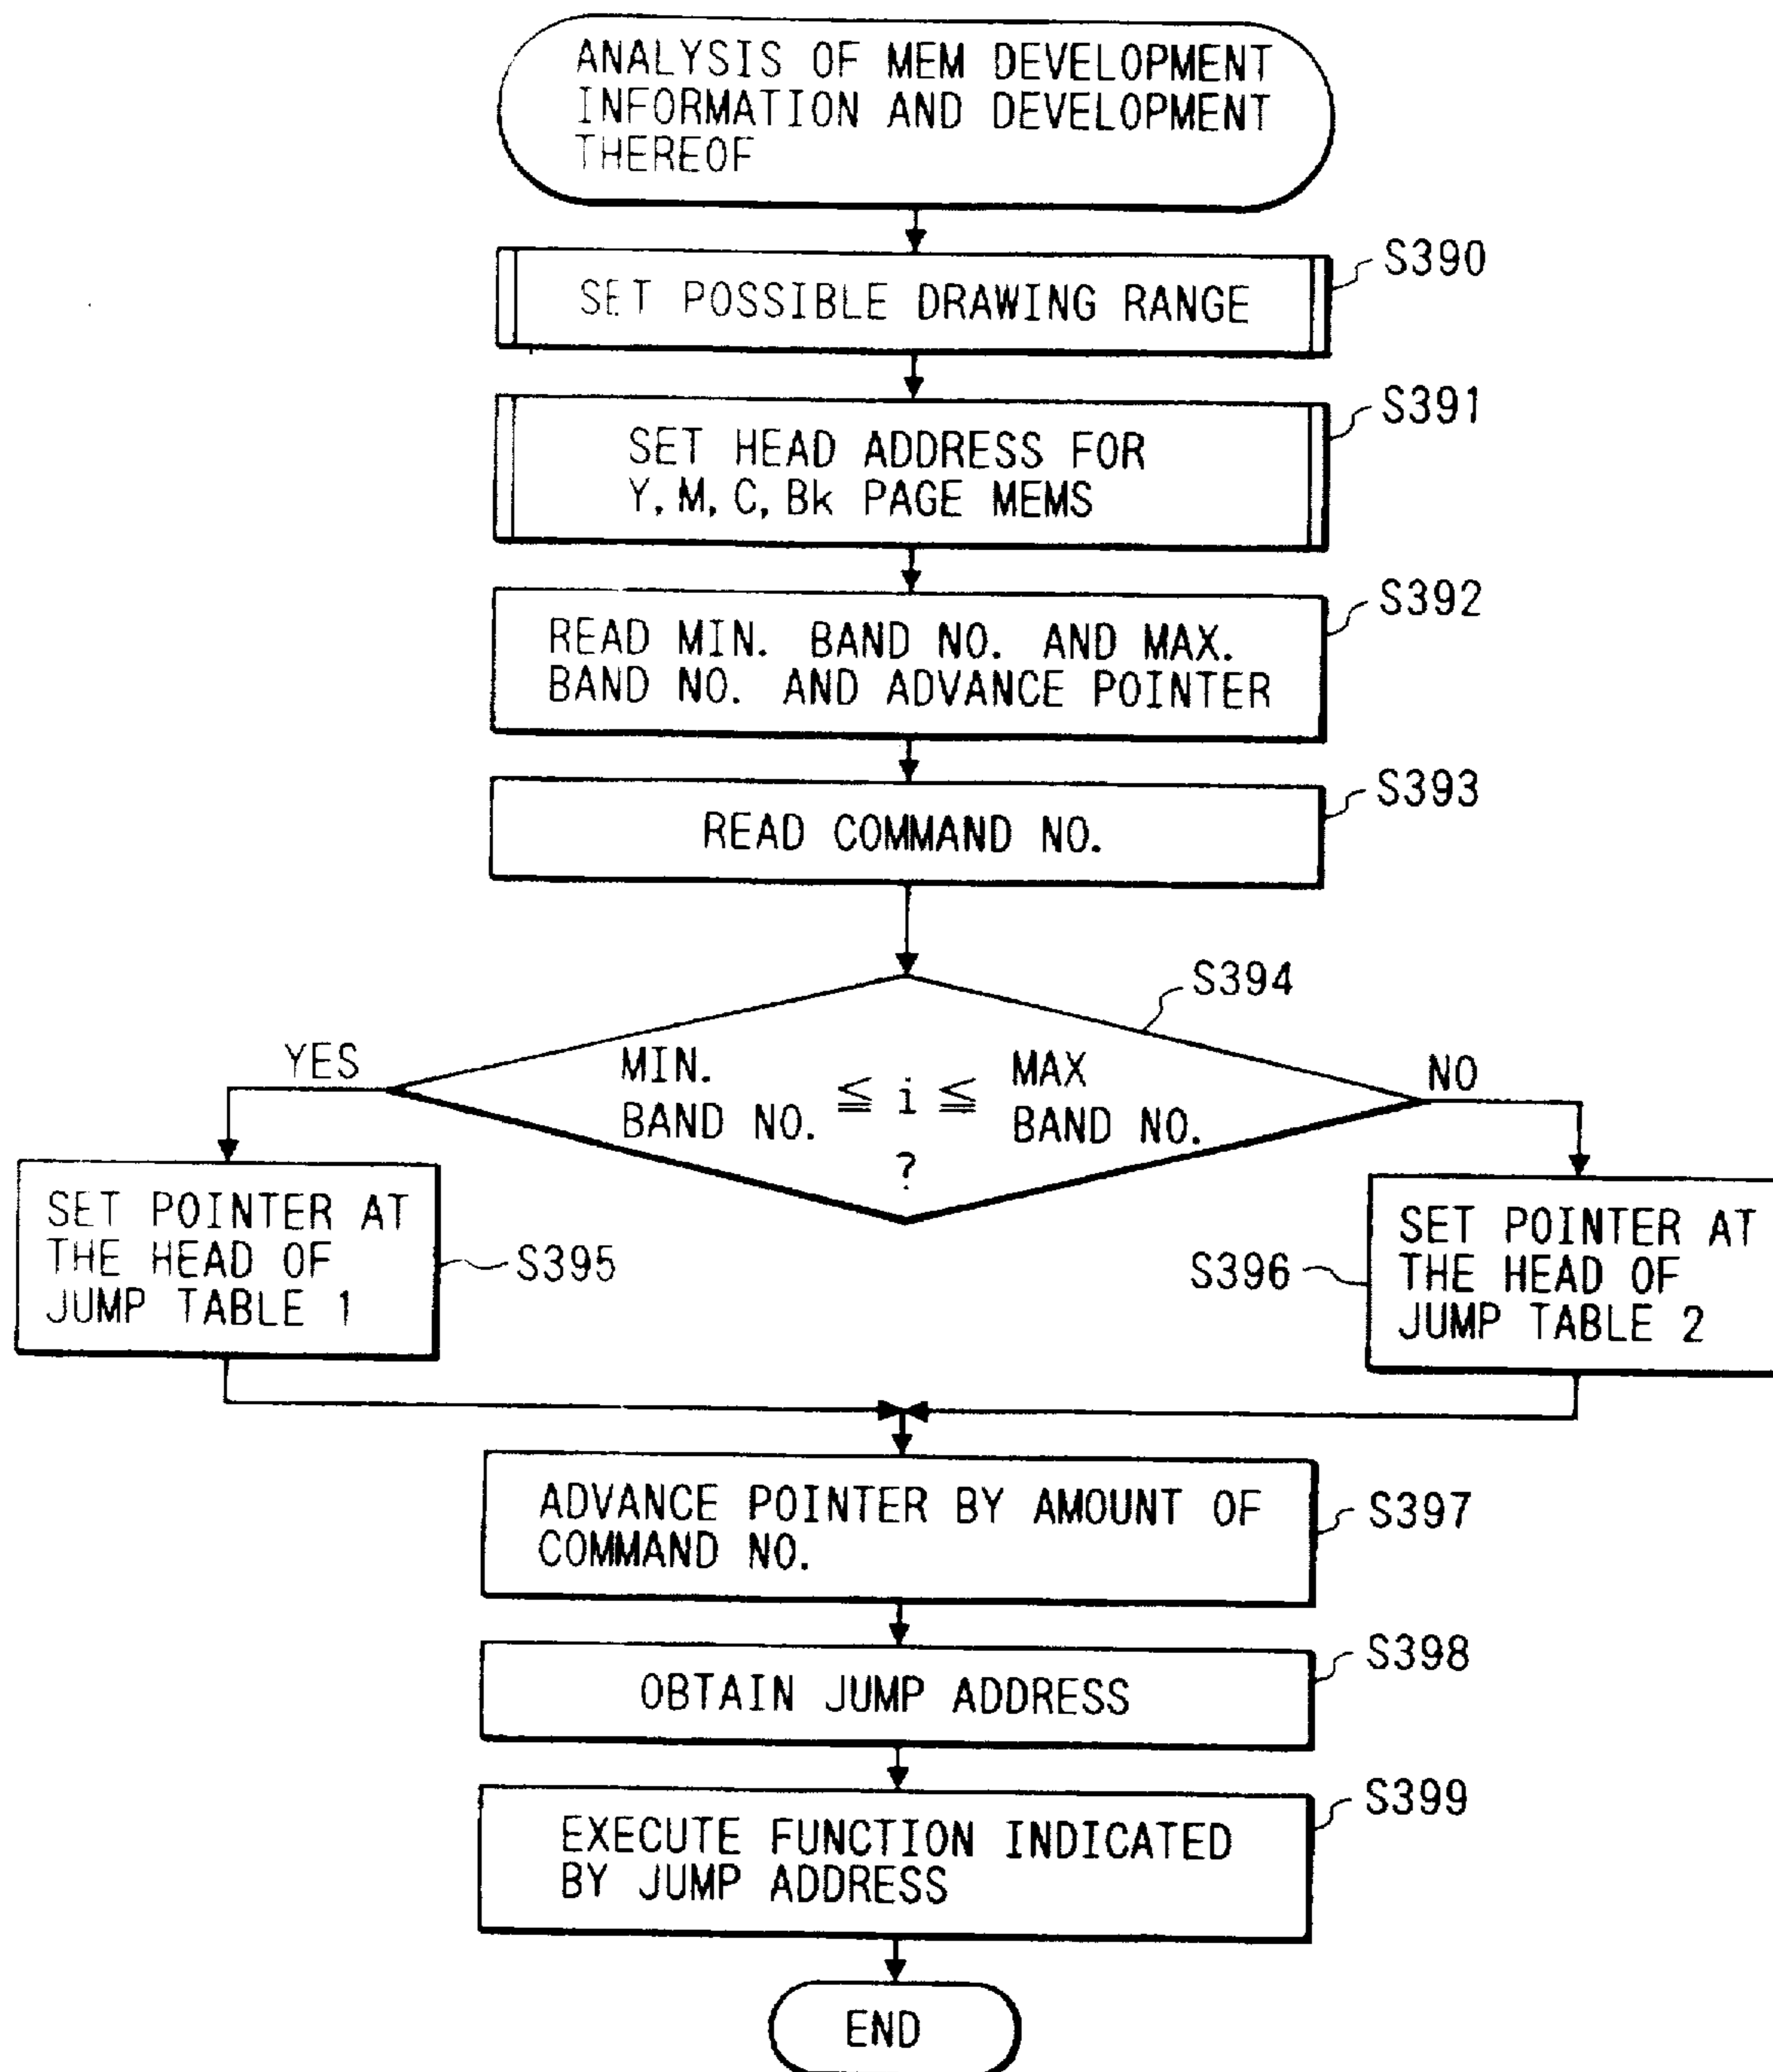 ANALYSIS OF MEM DEVELOPMENT
INFORMATION AND DEVELOPMENT
THEREOF
SET POSSIBLE DRAWING RANGE
S390
SET HEAD ADDRESS FOR
Y, M, C, Bk PAGE MEMS
S391
READ MIN. BAND NO. AND MAX.
BAND NO. AND ADVANCE POINTER
S392
READ COMMAND NO.
S393
S394
YES
MIN.
BAND NO. ≦ i ≦ MAX
BAND NO.
?
NO
SET POINTER AT
THE HEAD OF
JUMP TABLE 1
S395
S396
SET POINTER AT
THE HEAD OF
JUMP TABLE 2
ADVANCE POINTER BY AMOUNT OF
COMMAND NO.
S397
OBTAIN JUMP ADDRESS
S398
EXECUTE FUNCTION INDICATED
BY JUMP ADDRESS
S399
END